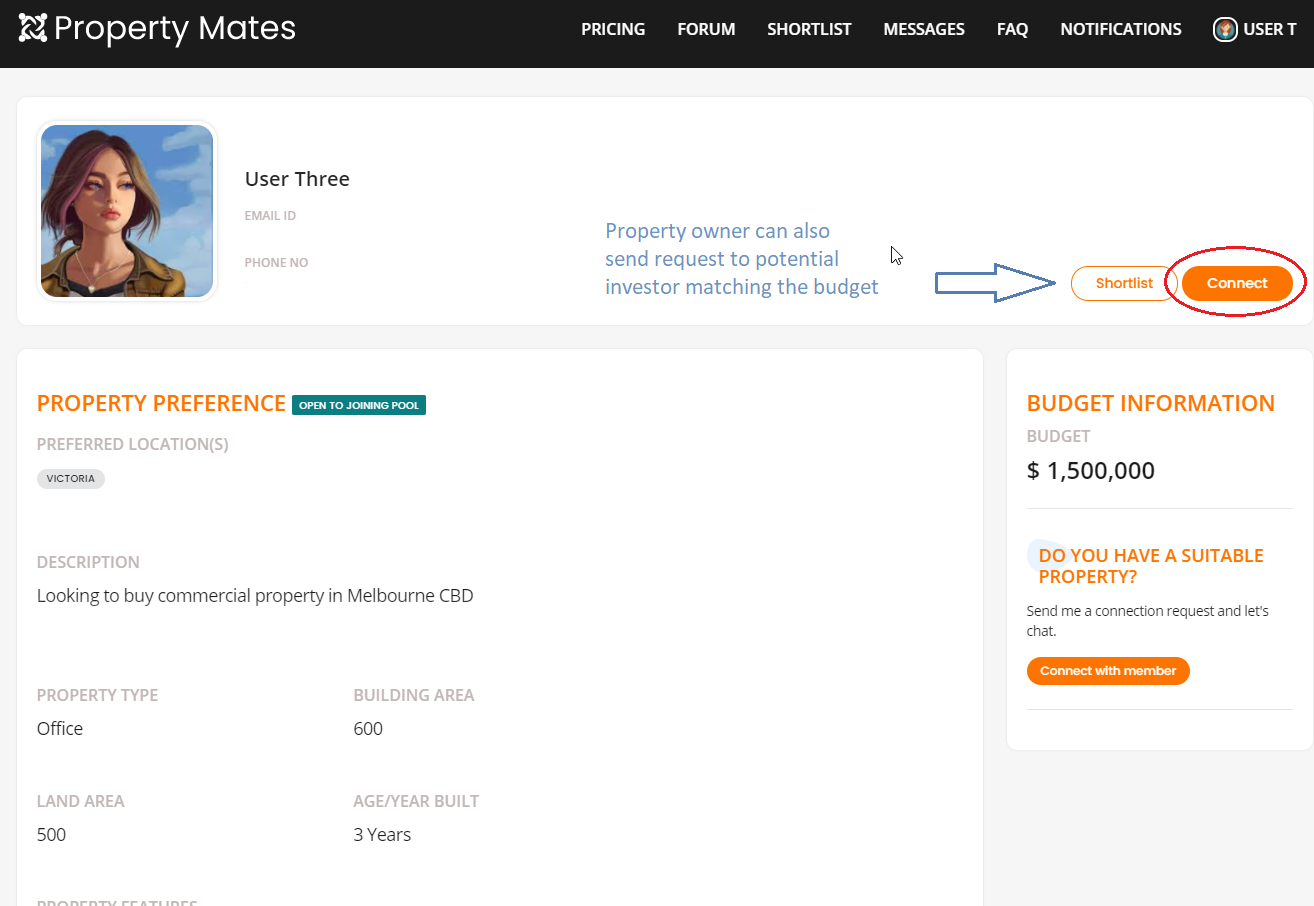 Property Mates
PRICING FORUM SHORTLIST MESSAGES FAQ NOTIFICATIONS USER T
User Three
EMAIL ID
PHONE NO
Property owner can also
send request to potential
investor matching the budget
Shortlist Connect
PROPERTY PREFERENCE OPEN TO JOINING POOL
PREFERRED LOCATION(S)
VICTORIA
DESCRIPTION
Looking to buy commercial property in Melbourne CBD
PROPERTY TYPE BUILDING AREA
Office 600
LAND AREA AGE/YEAR BUILT
500 3 Years
PROPERTY FEATURES
BUDGET INFORMATION
BUDGET
$ 1,500,000
DO YOU HAVE A SUITABLE
PROPERTY?
Send me a connection request and let's
chat.
Connect with member